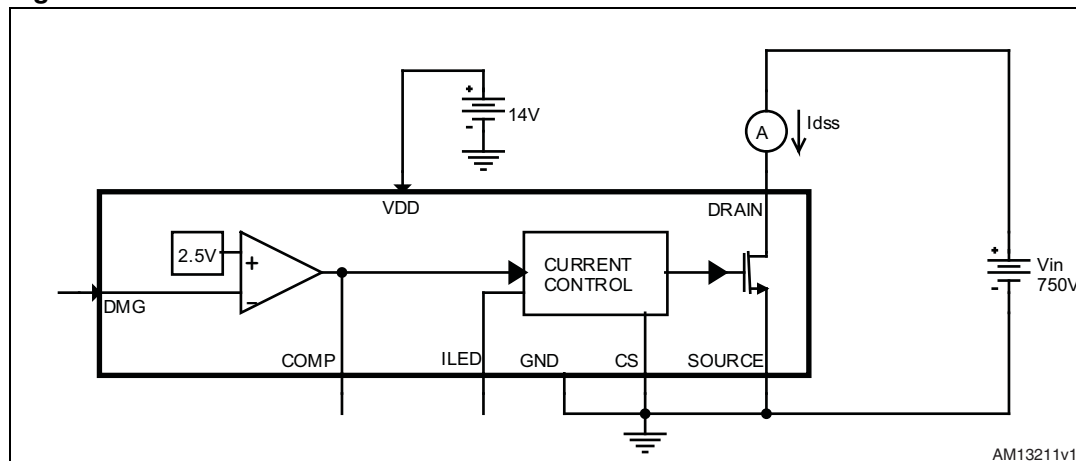 14V
A
Idss
VDD
DRAIN
2.5V
+
-
CURRENT
CONTROL
Vin
750V
DMG
COMP
ILED
GND
CS
SOURCE
AM13211v1